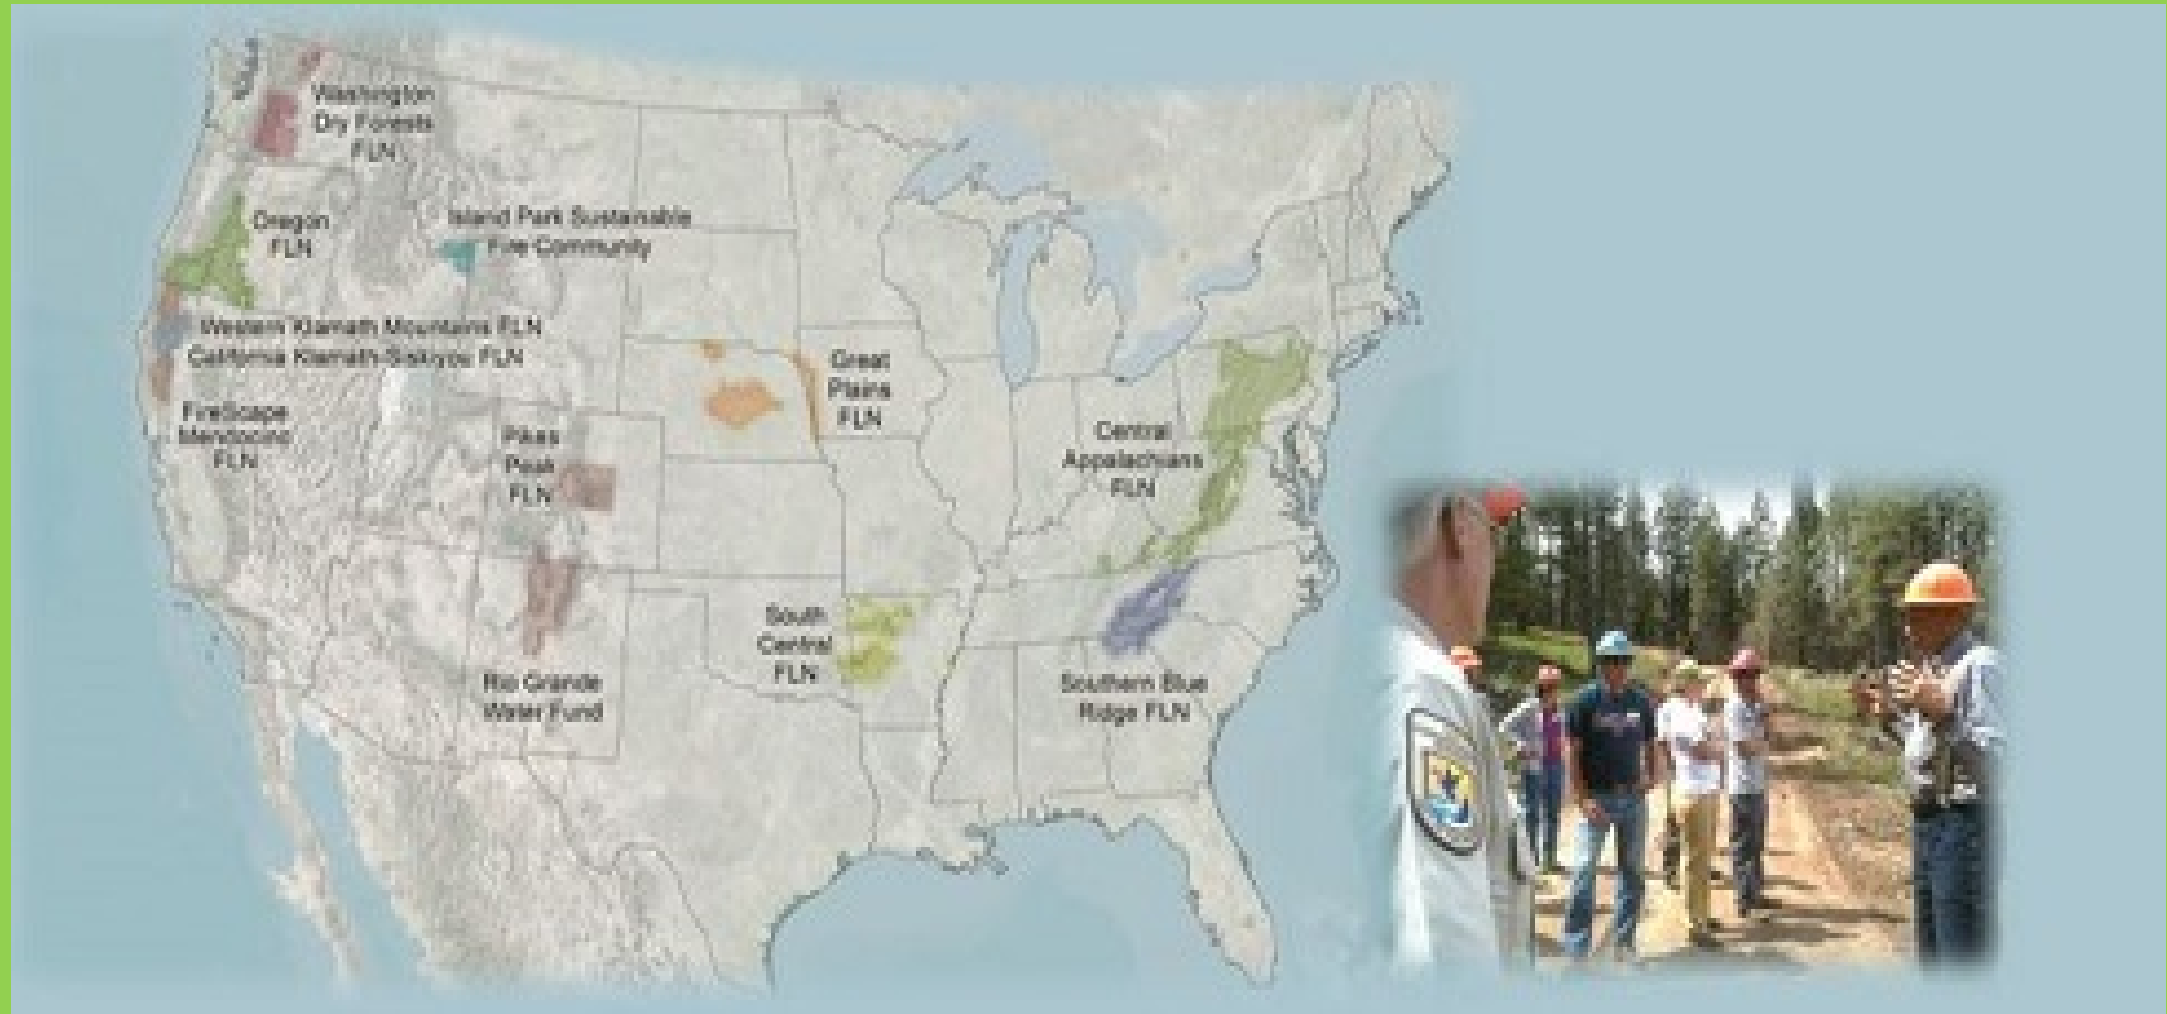 Washington
Dry Forests
FLN
Oregon
FLN
Island Park Sustainable
Fire Community
Western Klamath Mountains FLN
California Klamath-Siskiyou FLN
FireScape
Mendocino
FLN
Pikes
Peak
FLN
Great
Plains
FLN
Central
Appalachians
FLN
South
Central
FLN
Rio Grande
Water Fund
Southern Blue
Ridge FLN